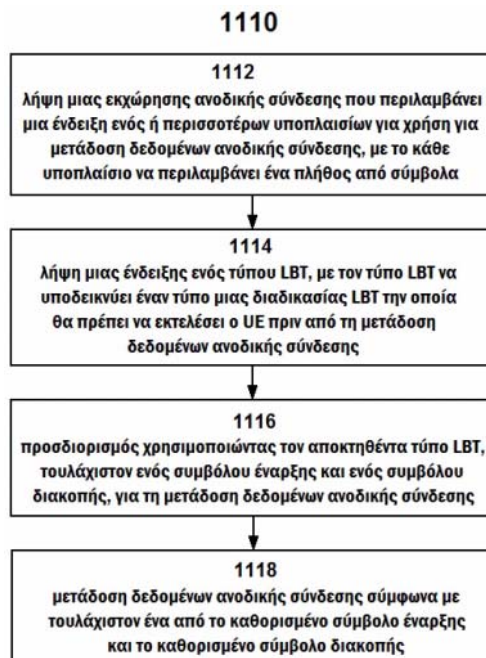 1110
1112
λήψη μιας εκχώρησης ανοδικής σύνδεσης που περιλαμβάνει
μια ένδειξη ενός ή περισσοτέρων υποπλαισίων για χρήση για
μετάδοση δεδομένων ανοδικής σύνδεσης, με το κάθε
υποπλαίσιο να περιλαμβάνει ένα πλήθος από σύμβολα
1114
λήψη μιας ένδειξης ενός τύπου LBT, με τον τύπο LBT να
υποδεικνύει έναν τύπο μιας διαδικασίας LBT την οποία
θα πρέπει να εκτελέσει ο UE πριν από τη μετάδοση
δεδομένων ανοδικής σύνδεσης
1116
προσδιορισμός χρησιμοποιώντας τον αποκτηθέντα τύπο LBT,
τουλάχιστον ενός συμβόλου έναρξης και ενός συμβόλου
διακοπής, για τη μετάδοση δεδομένων ανοδικής σύνδεσης
1118
μετάδοση δεδομένων ανοδικής σύνδεσης σύμφωνα με
τουλάχιστον ένα από το καθορισμένο σύμβολο έναρξης
και το καθορισμένο σύμβολο διακοπής